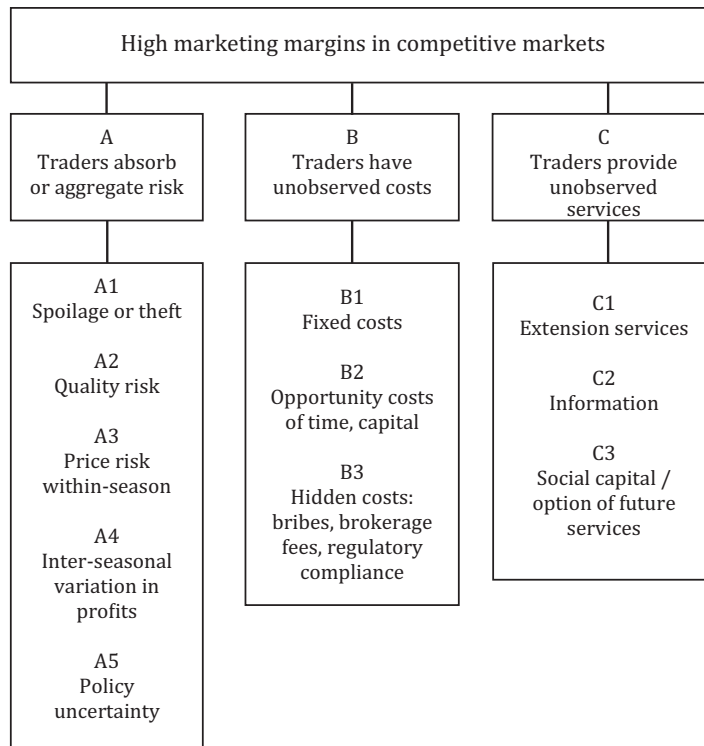 High marketing margins in competitive markets
A
Traders absorb
or aggregate risk
B
Traders have
unobserved costs
C
Traders provide
unobserved
services
A1
Spoilage or theft
A2
Quality risk
A3
Price risk
within-season
A4
Inter-seasonal
variation in
profits
A5
Policy
uncertainty
B1
Fixed costs
B2
Opportunity costs
of time, capital
B3
Hidden costs:
bribes, brokerage
fees, regulatory
compliance
C1
Extension services
C2
Information
C3
Social capital /
option of future
services